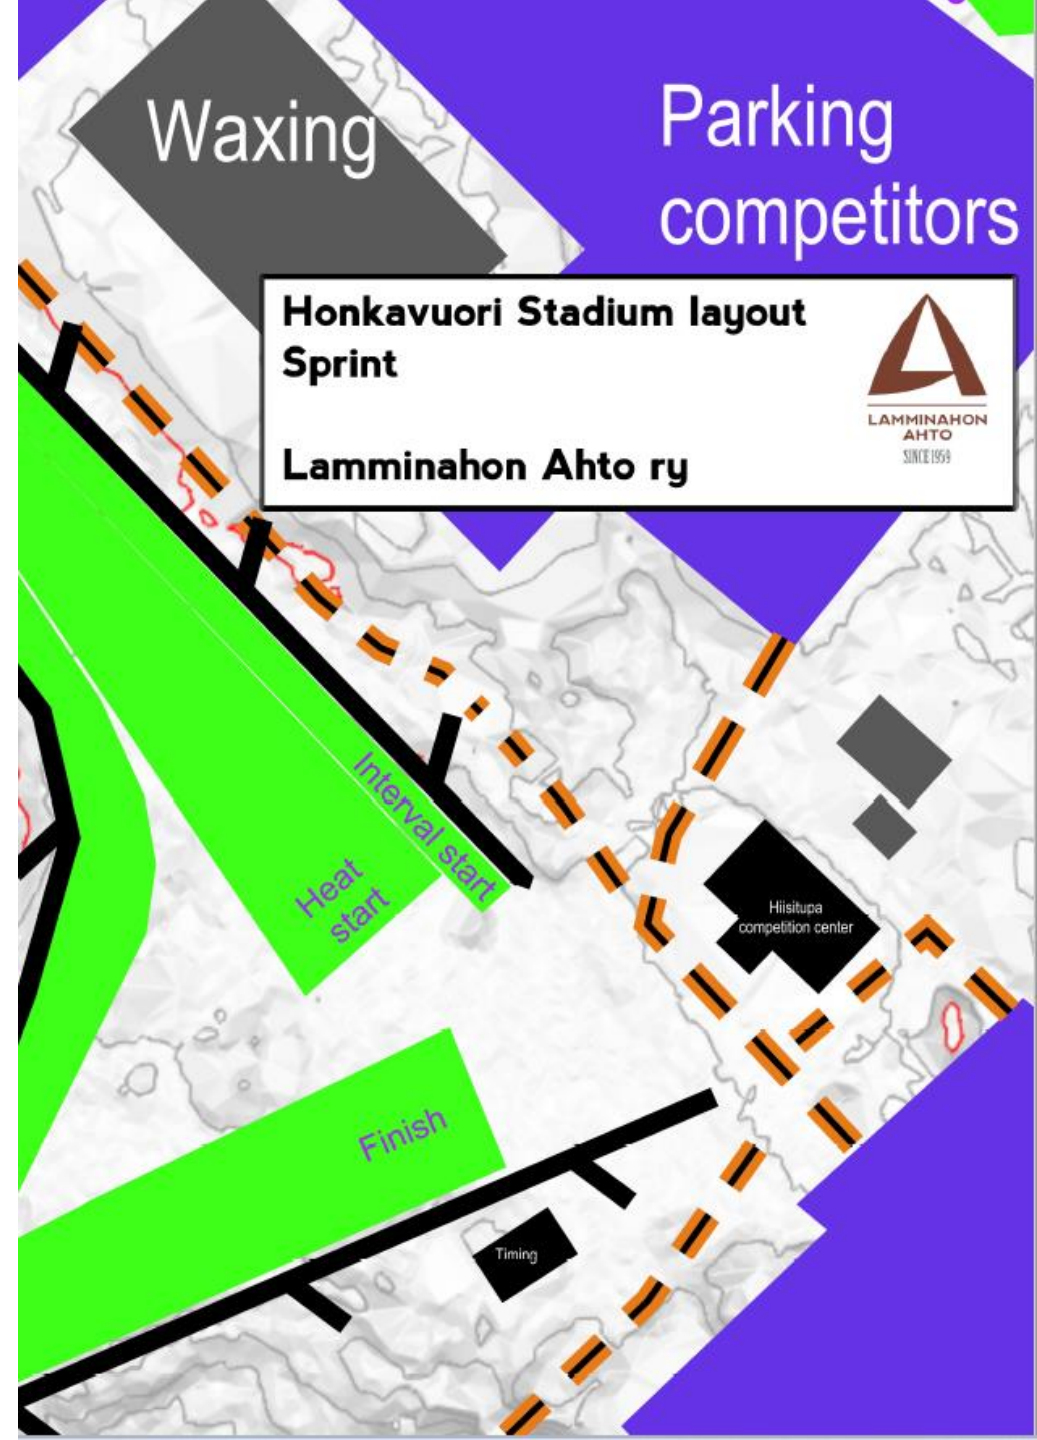 Waxing
Parking
competitors
Honkavuori Stadium layout
Sprint
Lamminahon Ahto ry
LAMMINAHON
AHTO
SINCE 1959
Interval start
Heat
start
Hiisitupa
competition center
Finish
Timing